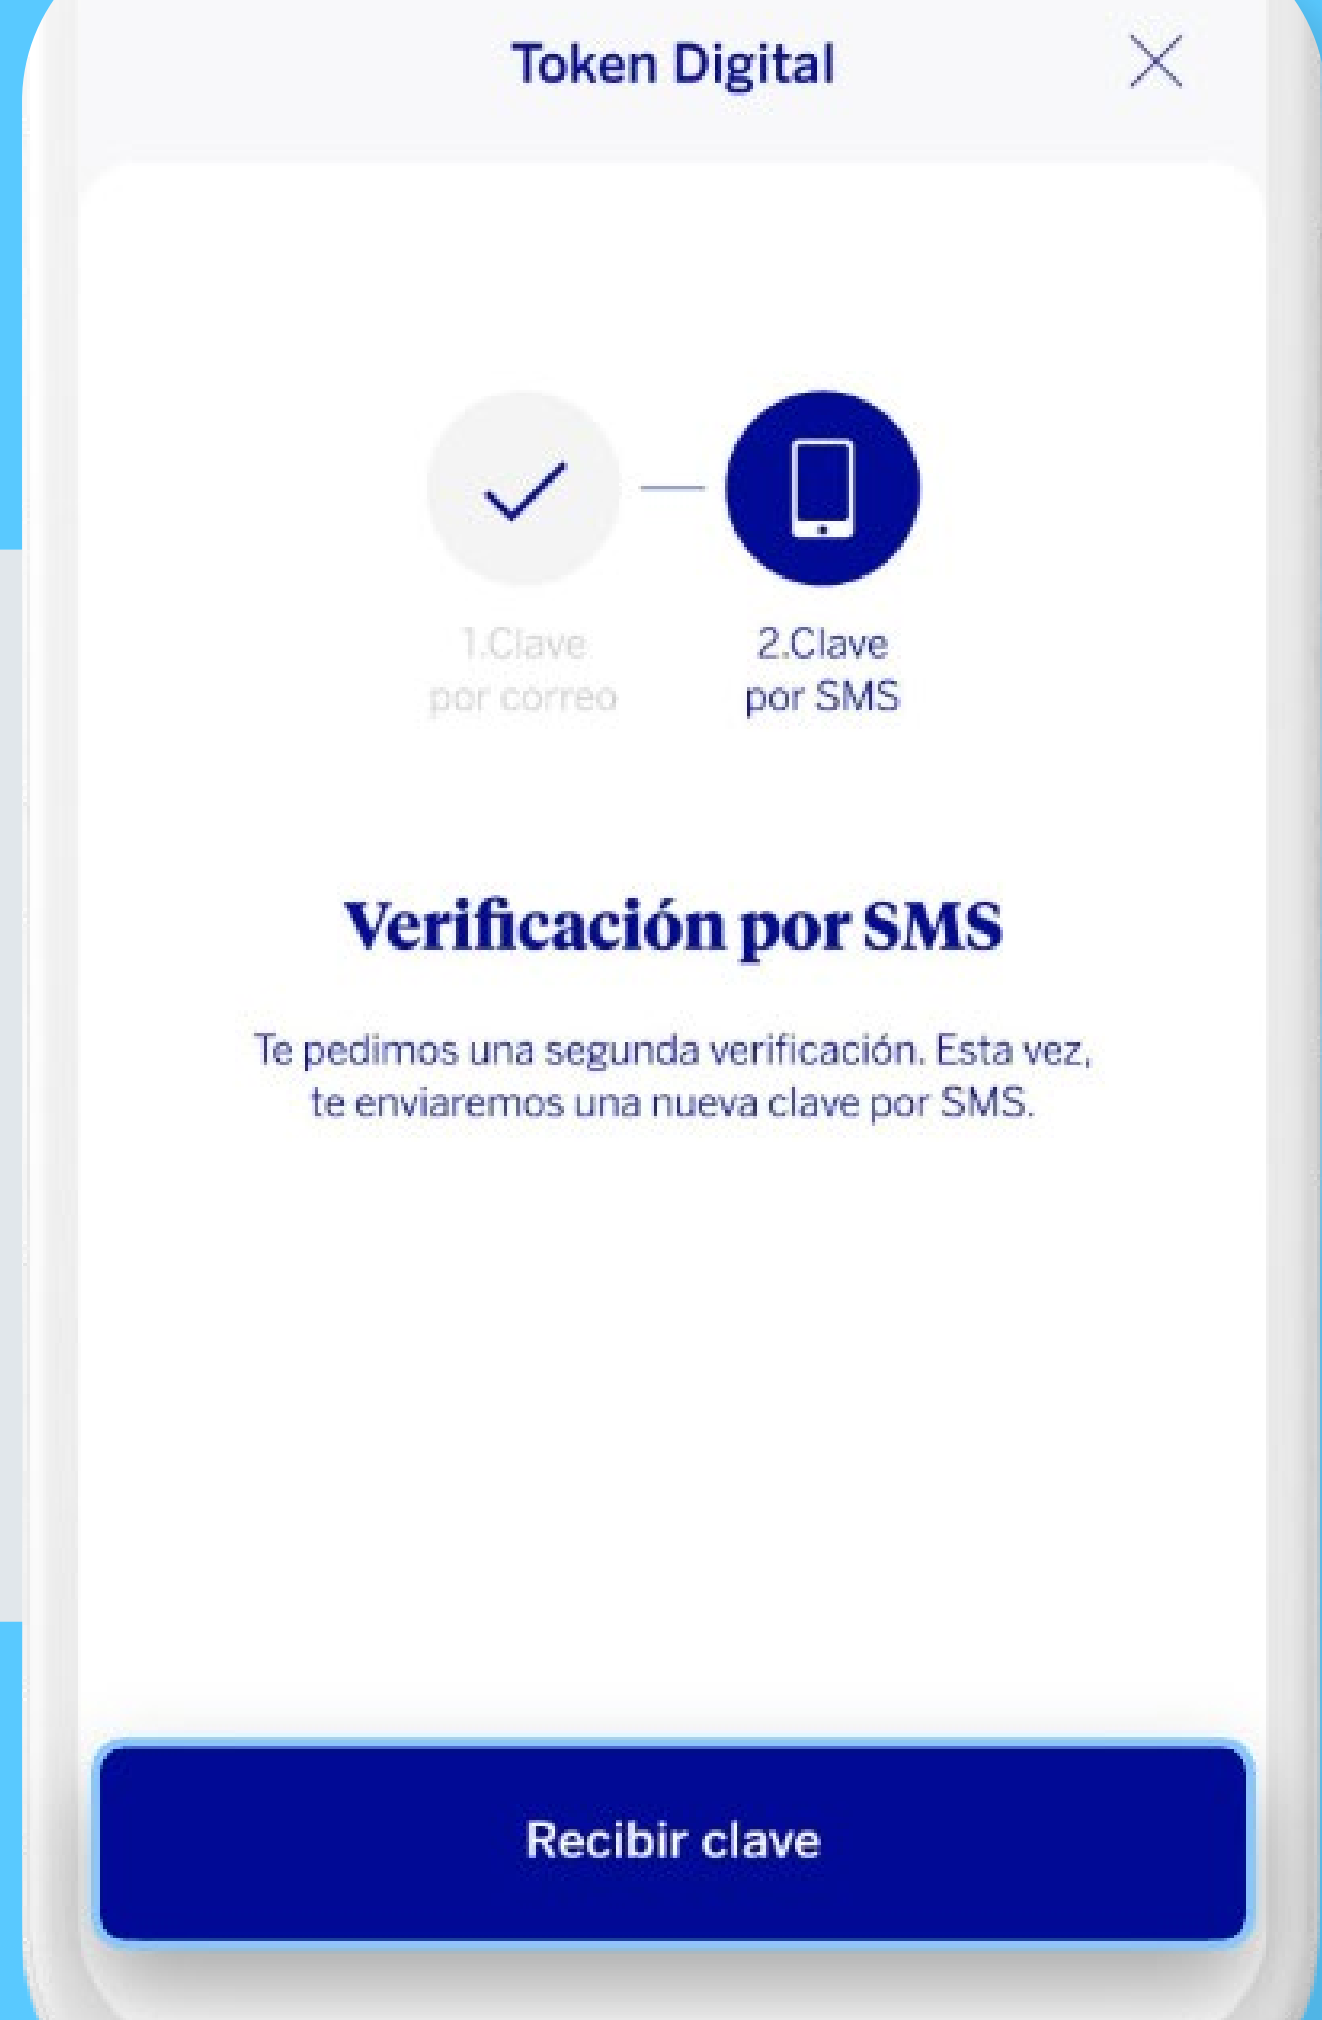 Token Digital
1.Clave
por correo
2.Clave
por SMS
Verificación por SMS
Te pedimos una segunda verificación. Esta vez,
te enviaremos una nueva clave por SMS.
Recibir clave